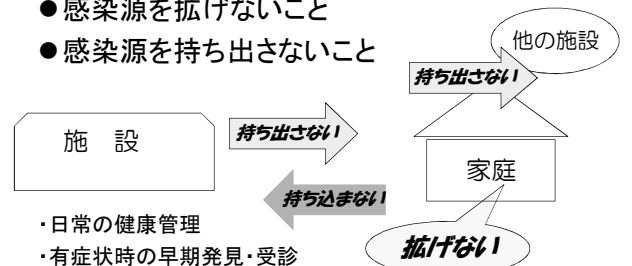 ●感染源を拡げないこと
●感染源を持ち出さないこと
他の施設
持ち出さない
施　設
持ち出さない
家庭
持ち込まない
・日常の健康管理
拡げない
・有症状時の早期発見・受診